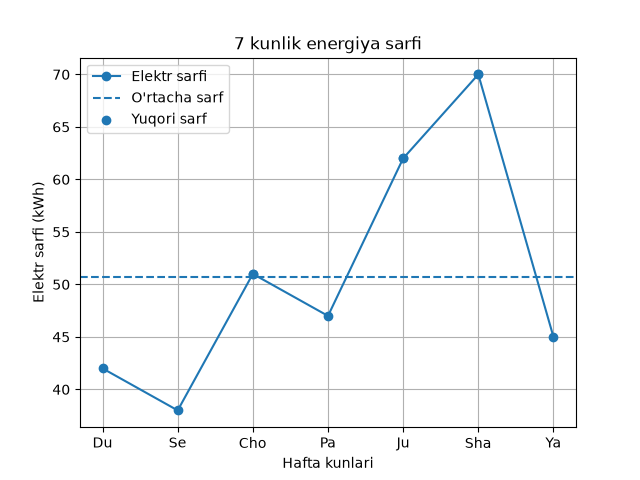 7 kunlik energiya sarfi
Elektr sarfi
O'rtacha sarf
Yuqori sarf
Elektr sarfi (kWh)
70
65
60
55
50
45
40
Du Se Cho Pa Ju Sha Ya
Hafta kunlari